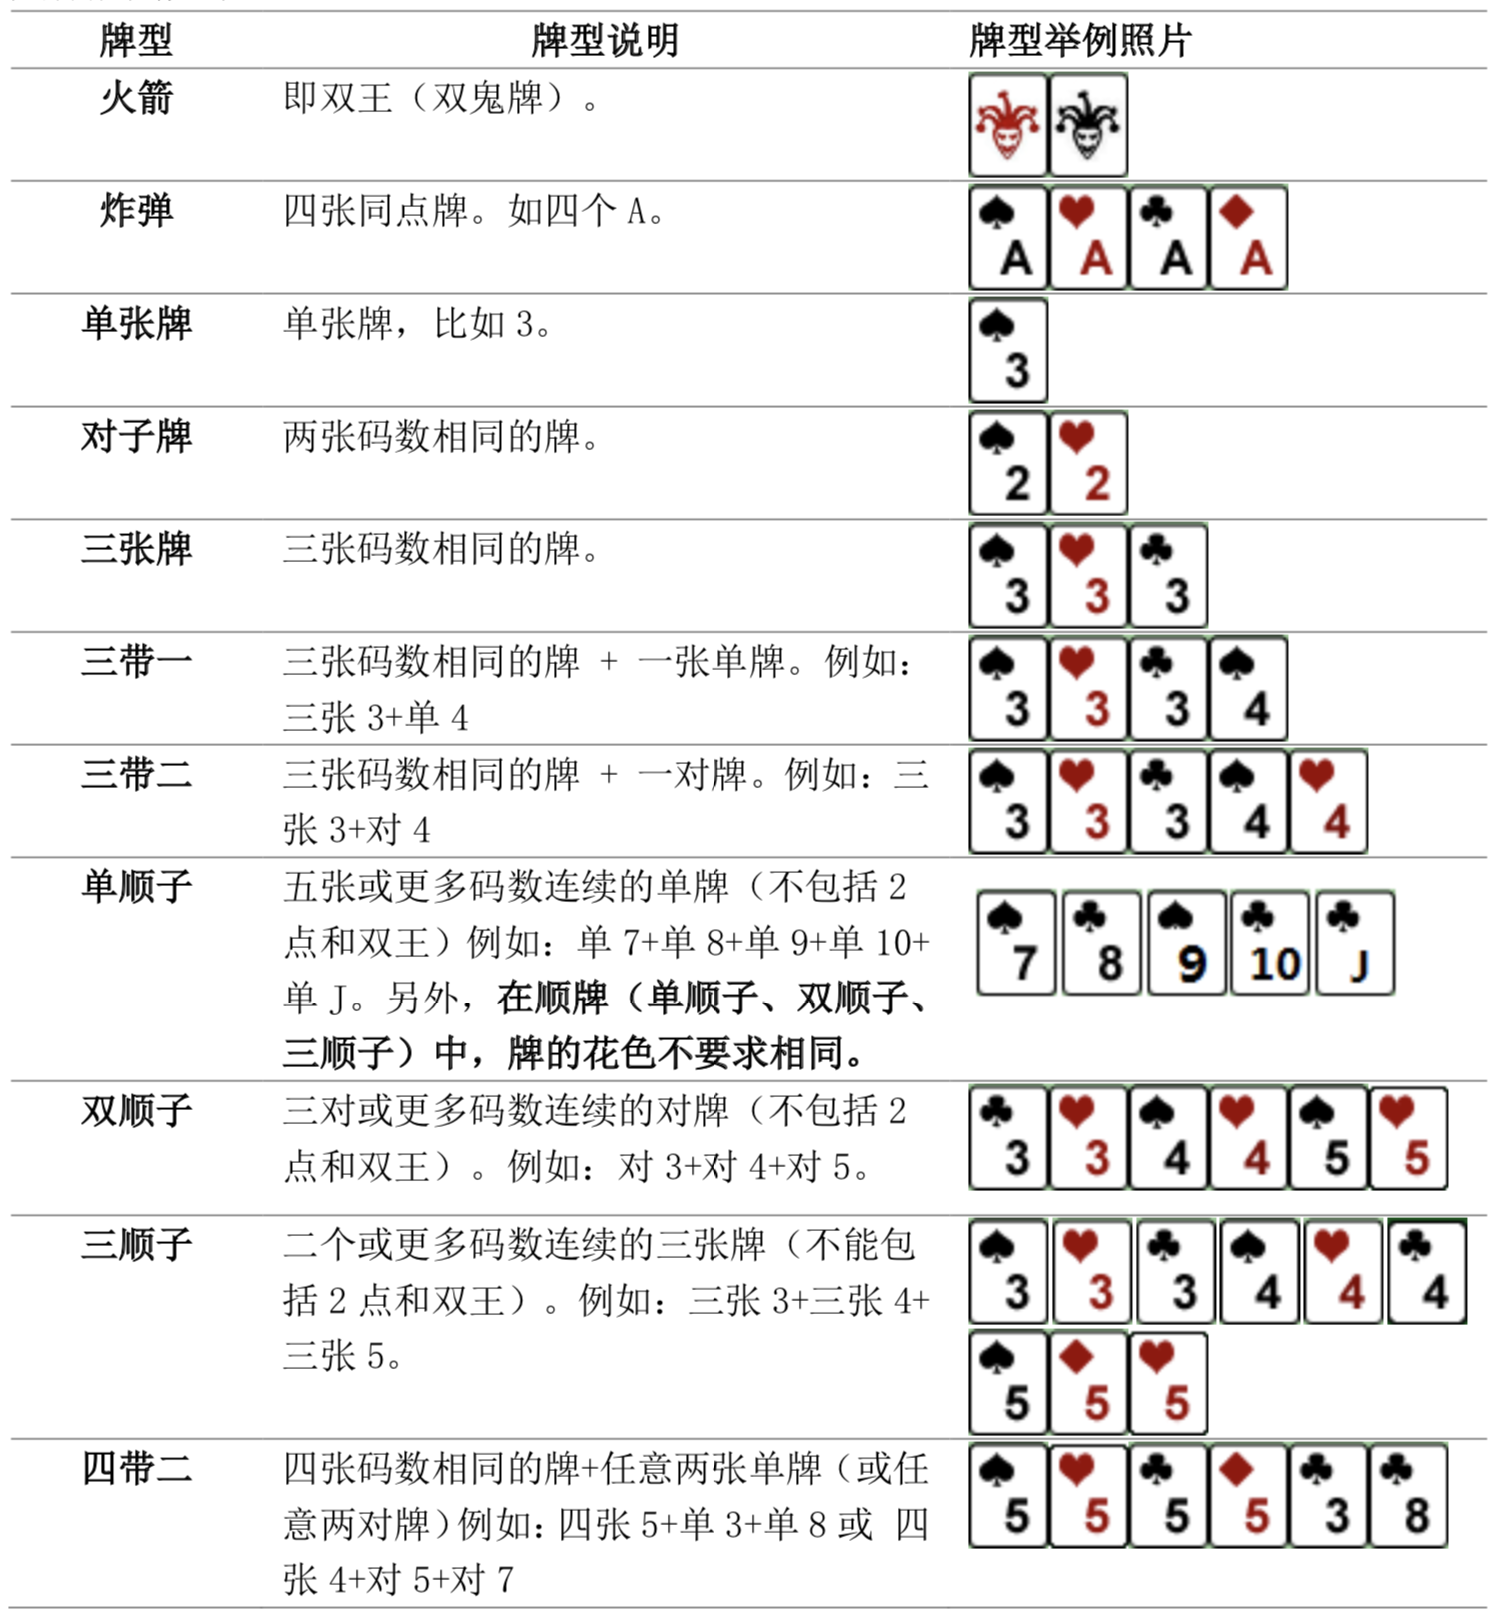 牌型 牌型说明 牌型举例照片
火箭 即双王（双鬼牌）。
炸弹 四张同点牌。如四个 A。
A A A A
单张牌 单张牌，比如 3。
3
对子牌 两张码数相同的牌。
2 2
三张牌 三张码数相同的牌。
3 3 3
三带一 三张码数相同的牌 + 一张单牌。例如：
三张 3+单 4
3 3 3 4
三带二 三张码数相同的牌 + 一对牌。例如：三
张 3+对 4
3 3 3 4 4
单顺子 五张或更多码数连续的单牌（不包括 2
点和双王）例如：单 7+单 8+单 9+单 10+
单 J。另外，在顺牌（单顺子、双顺子、
三顺子）中，牌的花色不要求相同。
7 8 9 10 J
双顺子 三对或更多码数连续的对牌（不包括 2
点和双王）。例如：对 3+对 4+对 5。
3 3 4 4 5 5
三顺子 二个或更多码数连续的三张牌（不能包
括 2 点和双王）。例如：三张 3+三张 4+
三张 5。
3 3 3 4 4 4
5 5 5
四带二 四张码数相同的牌+任意两张单牌（或任
意两对牌）例如：四张 5+单 3+单 8 或 四
张 4+对 5+对 7
5 5 5 5 3 8